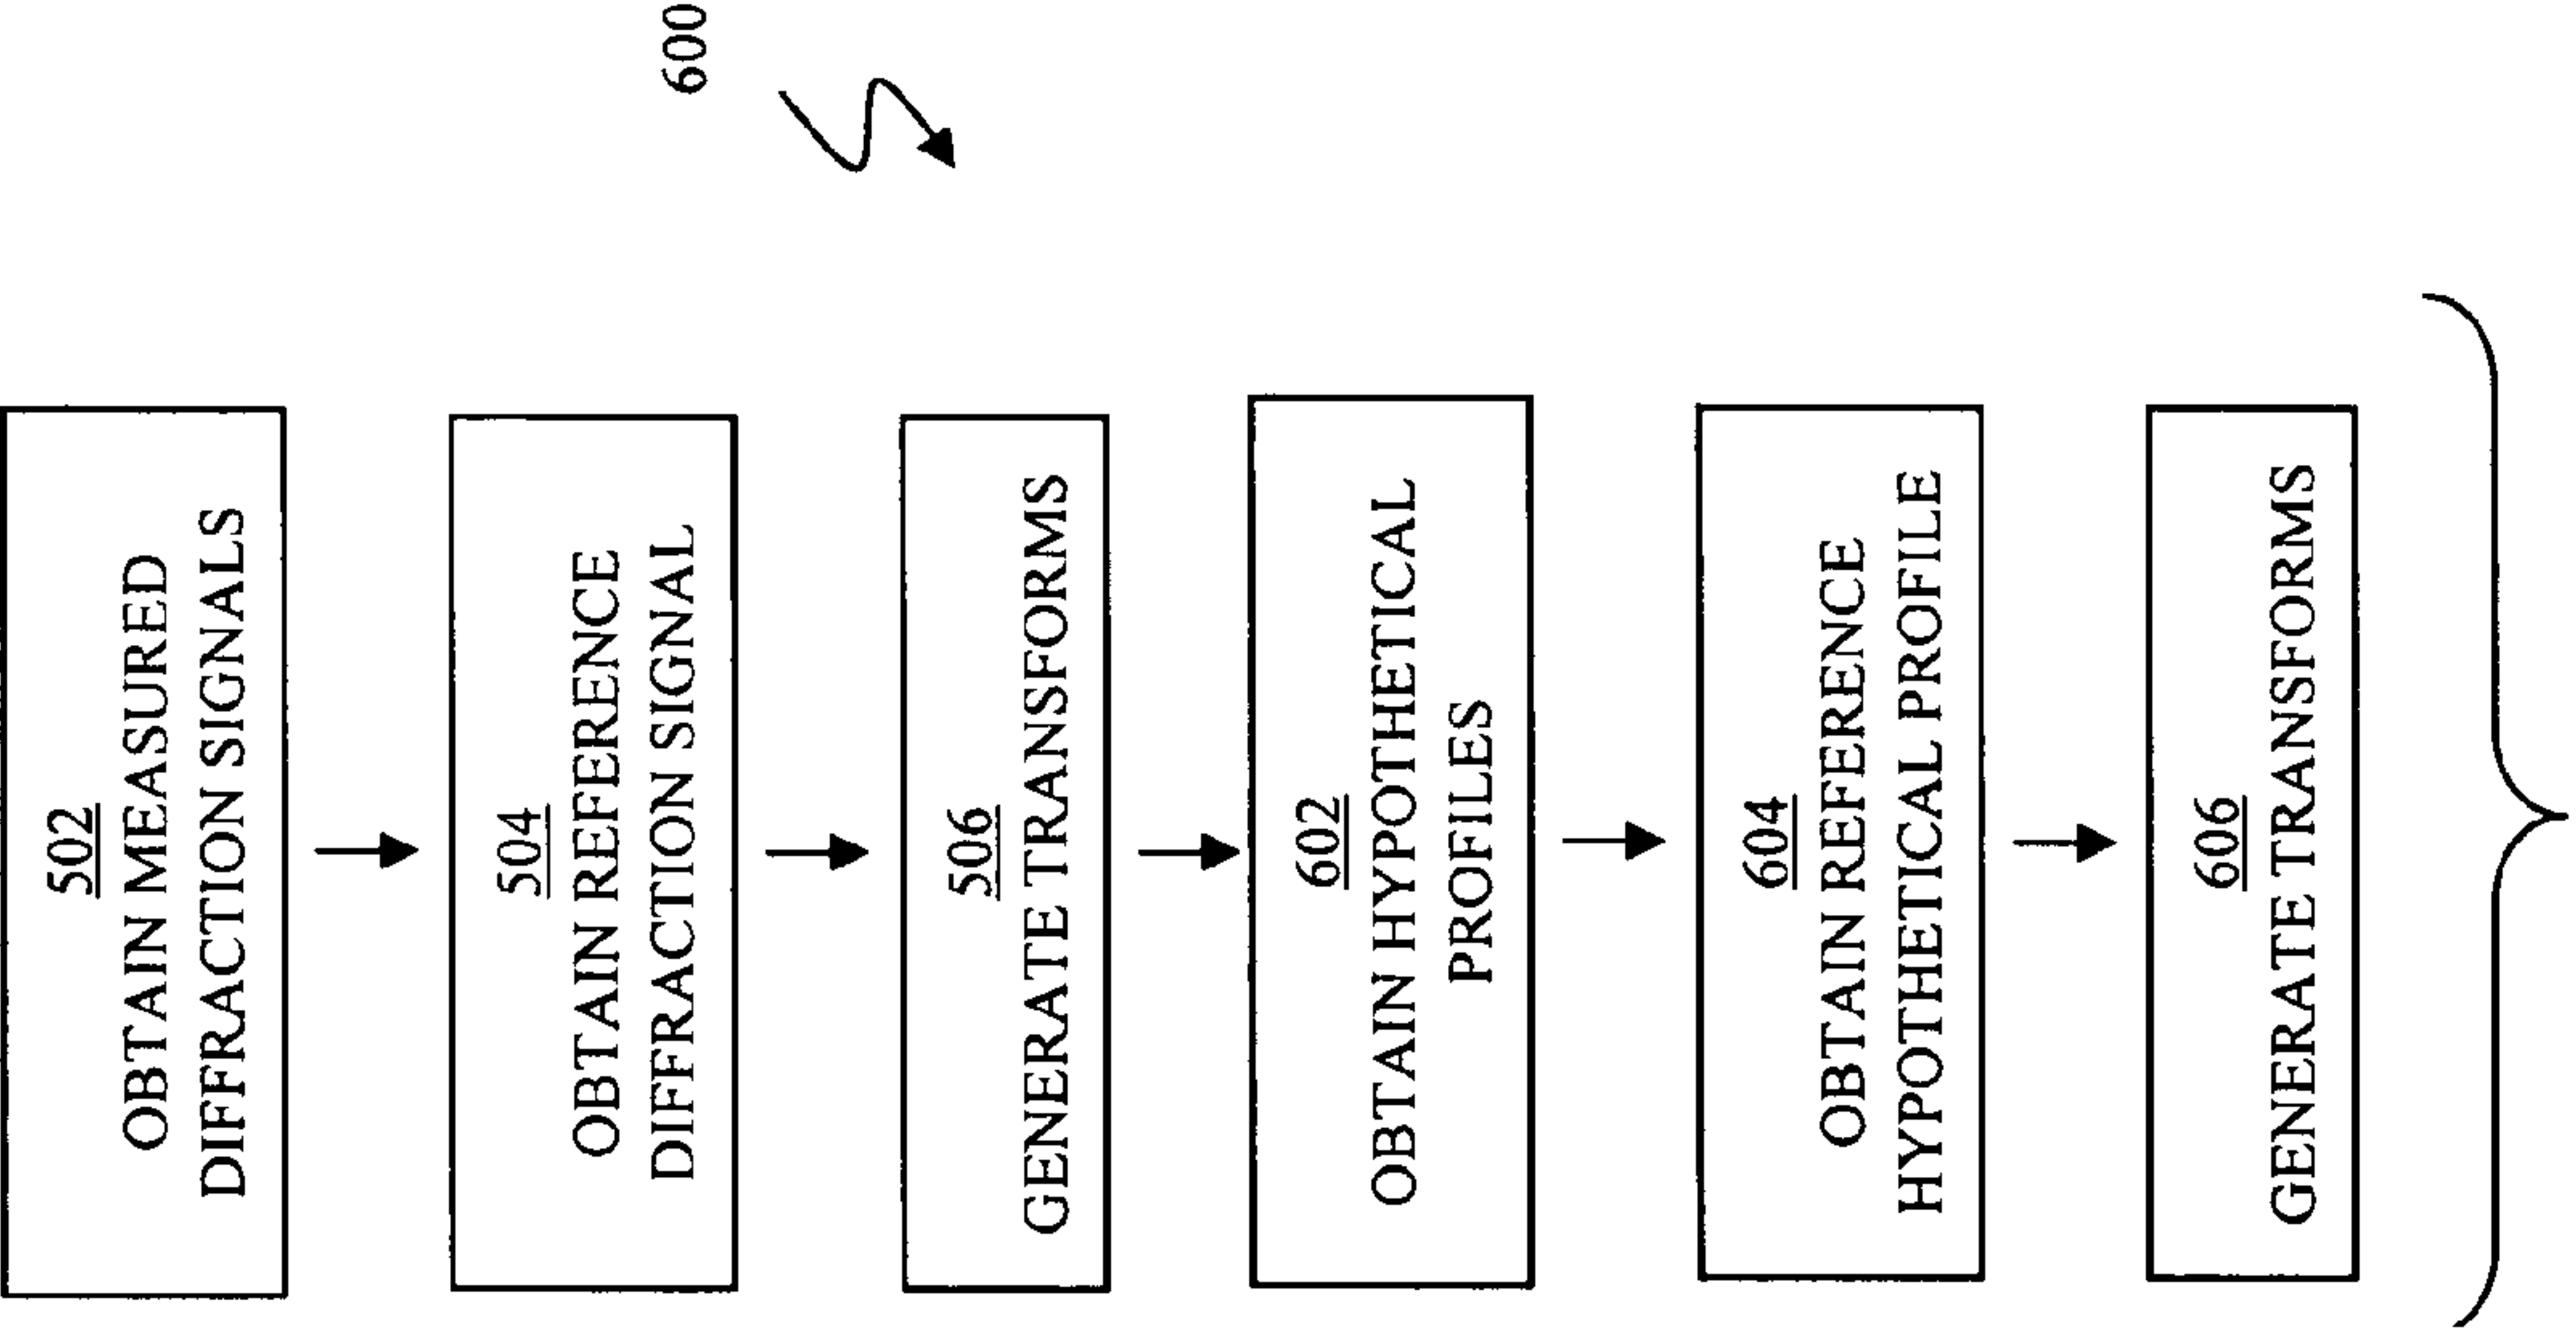 600
502
OBTAIN MEASURED
DIFFRACTION SIGNALS
504
OBTAIN REFERENCE
DIFFRACTION SIGNAL
506
GENERATE TRANSFORMS
602
OBTAIN HYPOTHETICAL
PROFILES
604
OBTAIN REFERENCE
HYPOTHETICAL PROFILE
606
GENERATE TRANSFORMS